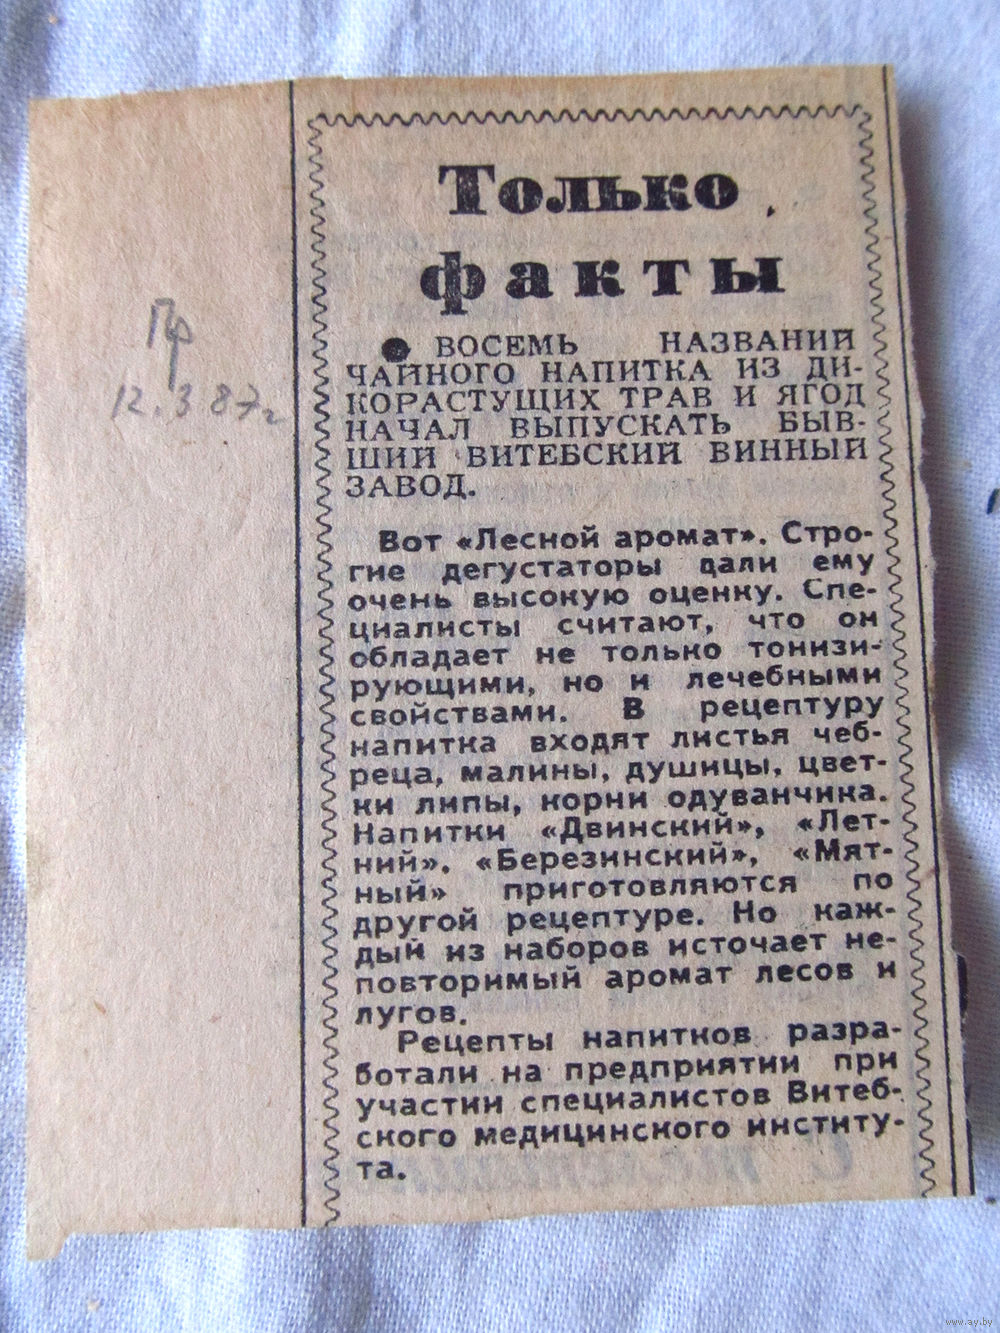 Только
факты
Пр
12.3 87г
● ВОСЕМЬ НАЗВАНИЙ
ЧАЙНОГО НАПИТКА ИЗ ДИ-
КОРАСТУЩИХ ТРАВ И ЯГОД
НАЧАЛ ВЫПУСКАТЬ БЫВ-
ШИЙ ВИТЕБСКИЙ ВИННЫЙ
ЗАВОД.
Вот «Лесной аромат». Стро-
гие дегустаторы дали ему
очень высокую оценку. Спе-
циалисты считают, что он
обладает не только тонизи-
рующими, но и лечебными
свойствами. В рецептуру
напитка входят листья чеб-
реца, малины, душицы, цвет-
ки липы, корни одуванчика.
Напитки «Двинский», «Лет-
ний», «Березинский», «Мят-
ный» приготовляются по
другой рецептуре. Но каж-
дый из наборов источает не-
повторимый аромат лесов и
лугов.
Рецепты напитков разра-
ботали на предприятии при
участии специалистов Витеб-
ского медицинского институ-
та.
www.ay.by